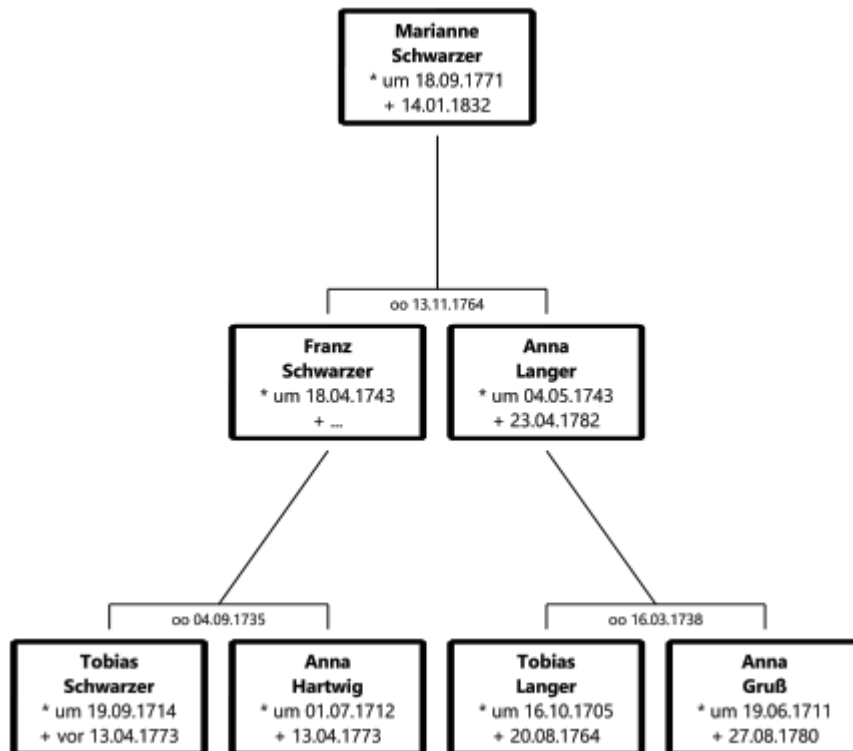 Marianne
Schwarzer
* um 18.09.1771
+ 14.01.1832
oo 13.11.1764
Franz
Schwarzer
* um 18.04.1743
+ ...
Anna
Langer
* um 04.05.1743
+ 23.04.1782
oo 04.09.1735
oo 16.03.1738
Tobias
Schwarzer
* um 19.09.1714
+ vor 13.04.1773
Anna
Hartwig
* um 01.07.1712
+ 13.04.1773
Tobias
Langer
* um 16.10.1705
+ 20.08.1764
Anna
Gruß
* um 19.06.1711
+ 27.08.1780